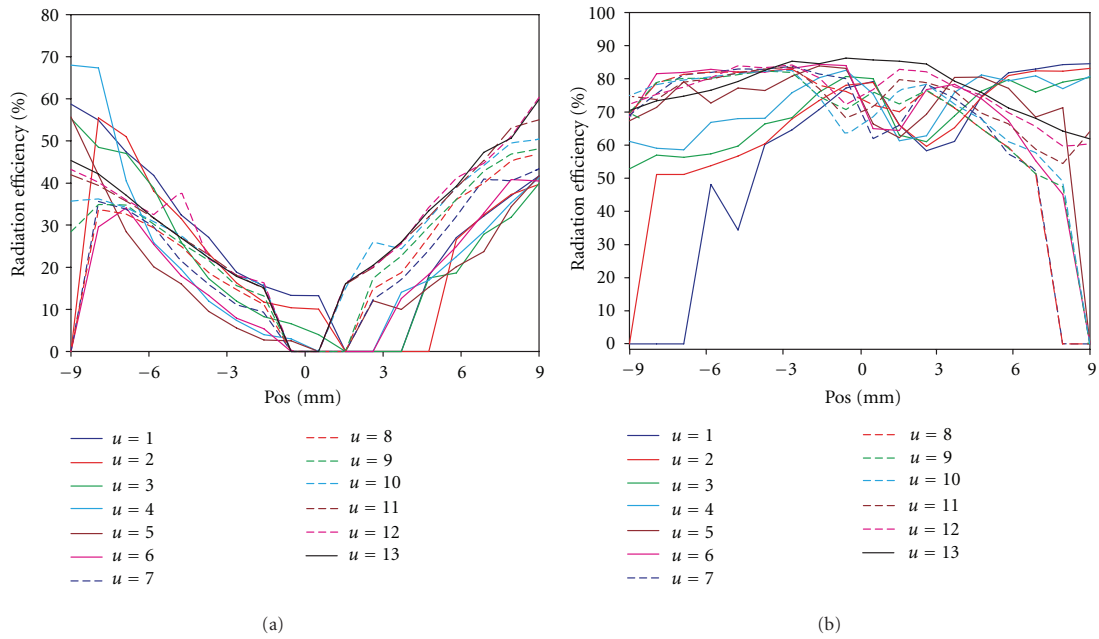 80
70
60
50
40
30
20
10
0
Radiation efficiency (%)
−9
−6
−3
0
3
6
9
Pos (mm)
u = 1
u = 2
u = 3
u = 4
u = 5
u = 6
u = 7
u = 8
u = 9
u = 10
u = 11
u = 12
u = 13
(a)
100
90
80
70
60
50
40
30
20
10
0
Radiation efficiency (%)
−9
−6
−3
0
3
6
9
Pos (mm)
u = 1
u = 2
u = 3
u = 4
u = 5
u = 6
u = 7
u = 8
u = 9
u = 10
u = 11
u = 12
u = 13
(b)